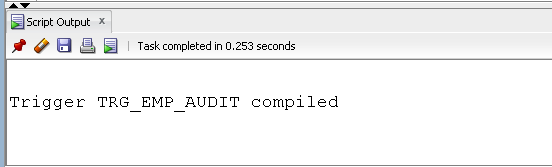 Script Output x
Task completed in 0.253 seconds
Trigger TRG_EMP_AUDIT compiled